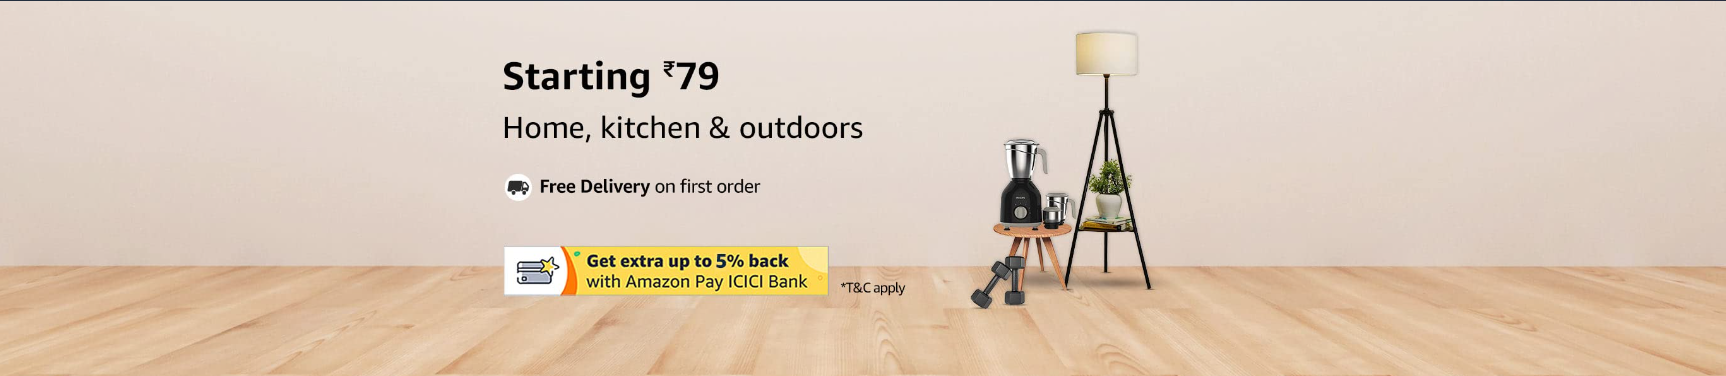 Starting ₹79
Home, kitchen & outdoors
Free Delivery on first order
Get extra up to 5% back
with Amazon Pay ICICI Bank
*T&C apply